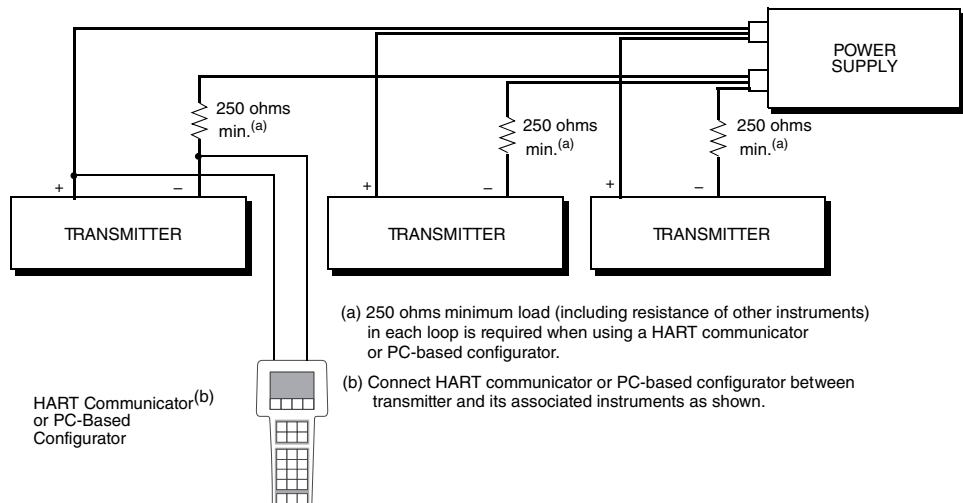 POWER
SUPPLY
250 ohms
min.(a)
250 ohms
min.(a)
250 ohms
min.(a)
+
–
+
–
+
–
TRANSMITTER
TRANSMITTER
TRANSMITTER
(a) 250 ohms minimum load (including resistance of other instruments)
in each loop is required when using a HART communicator
or PC-based configurator.
(b) Connect HART communicator or PC-based configurator between
transmitter and its associated instruments as shown.
HART Communicator(b)
or PC-Based
Configurator